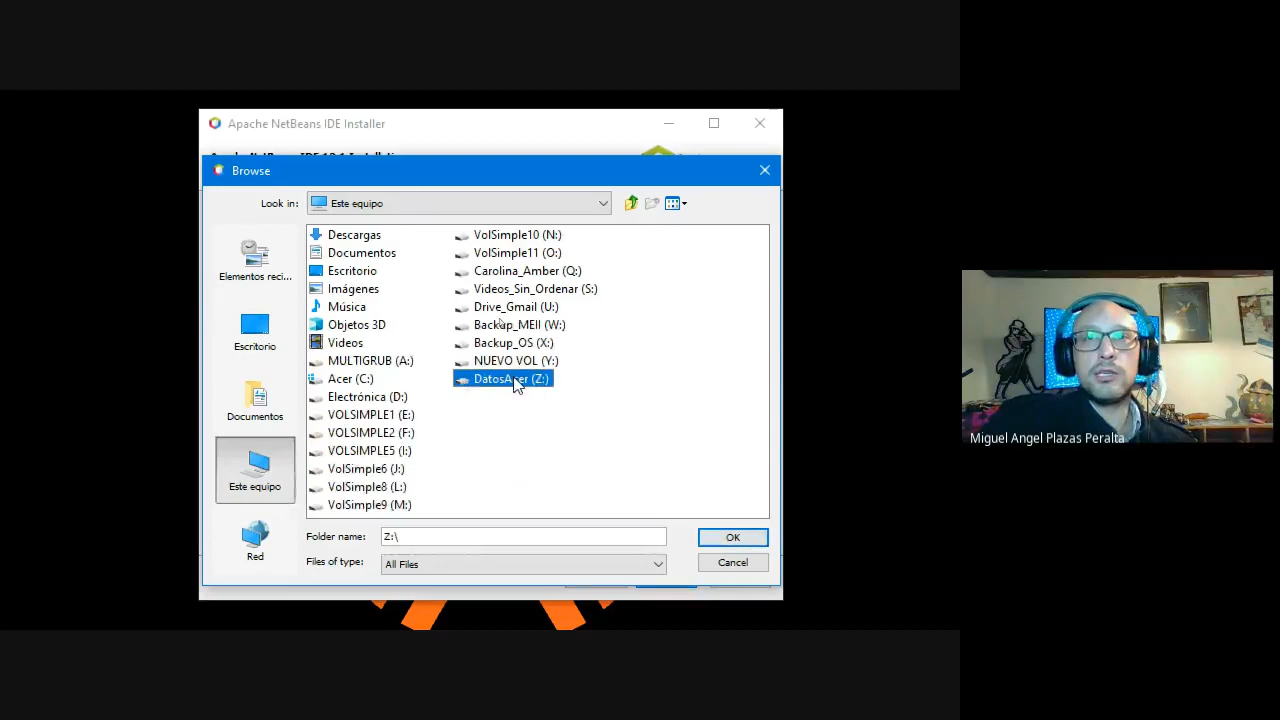 Apache NetBeans IDE Installer
Browse
Look in:
Este equipo
Elementos reci...
Escritorio
Documentos
Este equipo
Red
Descargas
Documentos
Escritorio
Imágenes
Música
Objetos 3D
Videos
MULTIGRUB (A:)
Acer (C:)
Electrónica (D:)
VOLSIMPLE1 (E:)
VOLSIMPLE2 (F:)
VOLSIMPLE5 (I:)
VolSimple6 (J:)
VolSimple8 (L:)
VolSimple9 (M:)
VolSimple10 (N:)
VolSimple11 (O:)
Carolina_Amber (Q:)
Videos_Sin_Ordenar (S:)
Drive_Gmail (U:)
Backup_MEII (W:)
Backup_OS (X:)
NUEVO VOL (Y:)
DatosAcer (Z:)
Folder name:
Z:\
OK
Files of type:
All Files
Cancel
Miguel Angel Plazas Peralta